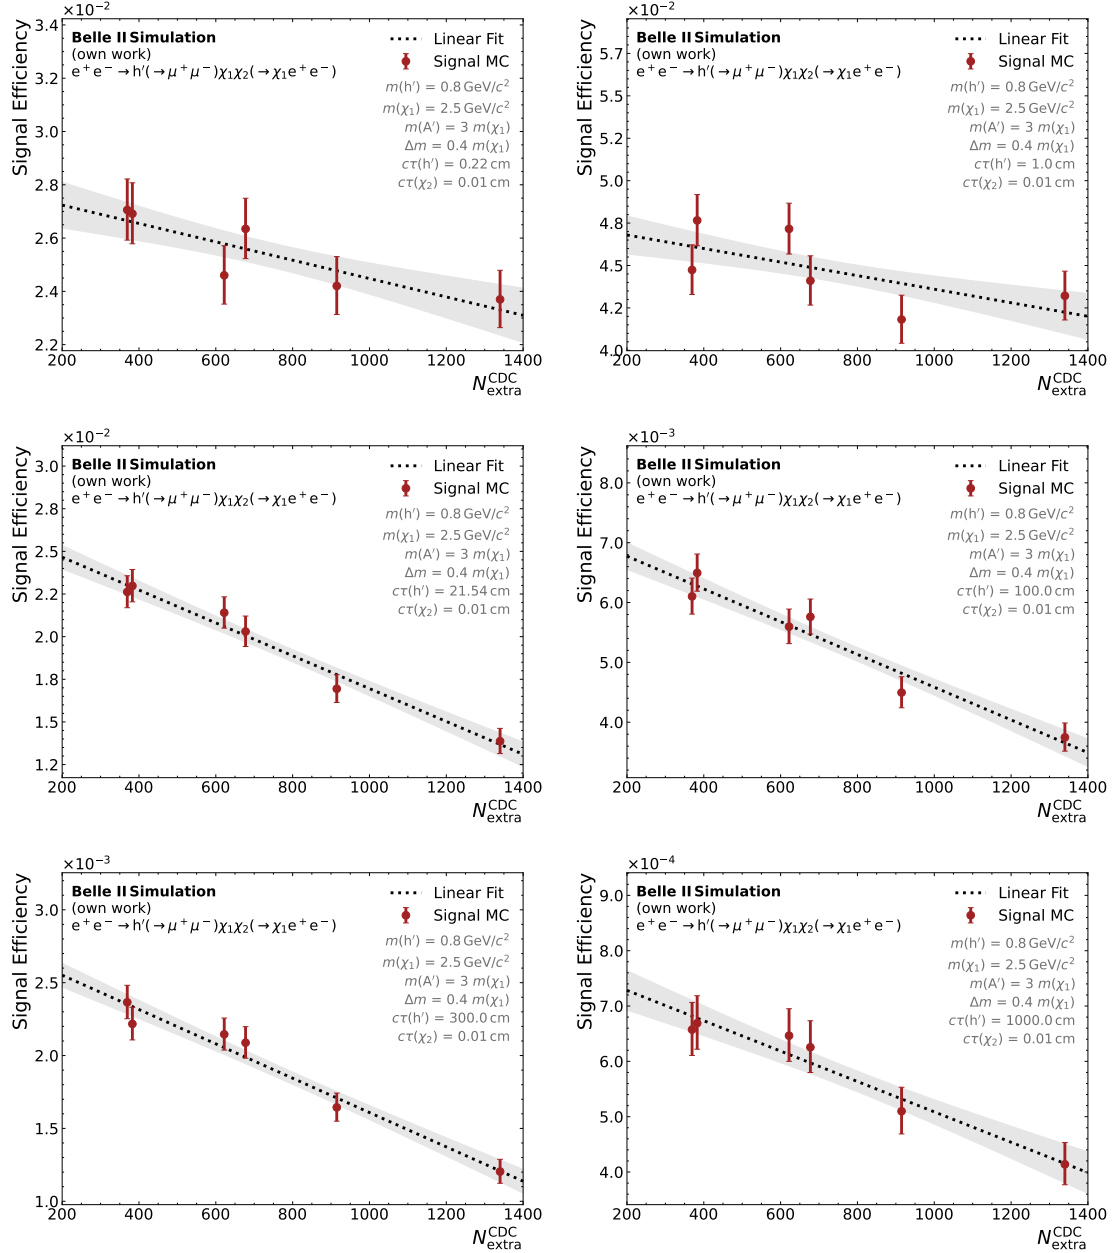 ×10⁻²
Signal Efficiency
3.4
3.2
3.0
2.8
2.6
2.4
2.2
Belle II Simulation
(own work)
e⁺e⁻ → h′(→ μ⁺μ⁻)χ₁χ₂(→ χ₁e⁺e⁻)
Linear Fit
Signal MC
m(h′) = 0.8 GeV/c²
m(χ₁) = 2.5 GeV/c²
m(A′) = 3 m(χ₁)
Δm = 0.4 m(χ₁)
cτ(h′) = 0.22 cm
cτ(χ₂) = 0.01 cm
200 400 600 800 1000 1200 1400
N_extra^CDC
×10⁻²
Signal Efficiency
5.7
5.5
5.2
5.0
4.8
4.5
4.2
4.0
Belle II Simulation
(own work)
e⁺e⁻ → h′(→ μ⁺μ⁻)χ₁χ₂(→ χ₁e⁺e⁻)
Linear Fit
Signal MC
m(h′) = 0.8 GeV/c²
m(χ₁) = 2.5 GeV/c²
m(A′) = 3 m(χ₁)
Δm = 0.4 m(χ₁)
cτ(h′) = 1.0 cm
cτ(χ₂) = 0.01 cm
200 400 600 800 1000 1200 1400
N_extra^CDC
×10⁻²
Signal Efficiency
3.0
2.8
2.5
2.2
2.0
1.8
1.5
1.2
Belle II Simulation
(own work)
e⁺e⁻ → h′(→ μ⁺μ⁻)χ₁χ₂(→ χ₁e⁺e⁻)
Linear Fit
Signal MC
m(h′) = 0.8 GeV/c²
m(χ₁) = 2.5 GeV/c²
m(A′) = 3 m(χ₁)
Δm = 0.4 m(χ₁)
cτ(h′) = 21.54 cm
cτ(χ₂) = 0.01 cm
200 400 600 800 1000 1200 1400
N_extra^CDC
×10⁻³
Signal Efficiency
8.0
7.0
6.0
5.0
4.0
Belle II Simulation
(own work)
e⁺e⁻ → h′(→ μ⁺μ⁻)χ₁χ₂(→ χ₁e⁺e⁻)
Linear Fit
Signal MC
m(h′) = 0.8 GeV/c²
m(χ₁) = 2.5 GeV/c²
m(A′) = 3 m(χ₁)
Δm = 0.4 m(χ₁)
cτ(h′) = 100.0 cm
cτ(χ₂) = 0.01 cm
200 400 600 800 1000 1200 1400
N_extra^CDC
×10⁻³
Signal Efficiency
3.0
2.5
2.0
1.5
1.0
Belle II Simulation
(own work)
e⁺e⁻ → h′(→ μ⁺μ⁻)χ₁χ₂(→ χ₁e⁺e⁻)
Linear Fit
Signal MC
m(h′) = 0.8 GeV/c²
m(χ₁) = 2.5 GeV/c²
m(A′) = 3 m(χ₁)
Δm = 0.4 m(χ₁)
cτ(h′) = 300.0 cm
cτ(χ₂) = 0.01 cm
200 400 600 800 1000 1200 1400
N_extra^CDC
×10⁻⁴
Signal Efficiency
9.0
8.0
7.0
6.0
5.0
4.0
Belle II Simulation
(own work)
e⁺e⁻ → h′(→ μ⁺μ⁻)χ₁χ₂(→ χ₁e⁺e⁻)
Linear Fit
Signal MC
m(h′) = 0.8 GeV/c²
m(χ₁) = 2.5 GeV/c²
m(A′) = 3 m(χ₁)
Δm = 0.4 m(χ₁)
cτ(h′) = 1000.0 cm
cτ(χ₂) = 0.01 cm
200 400 600 800 1000 1200 1400
N_extra^CDC